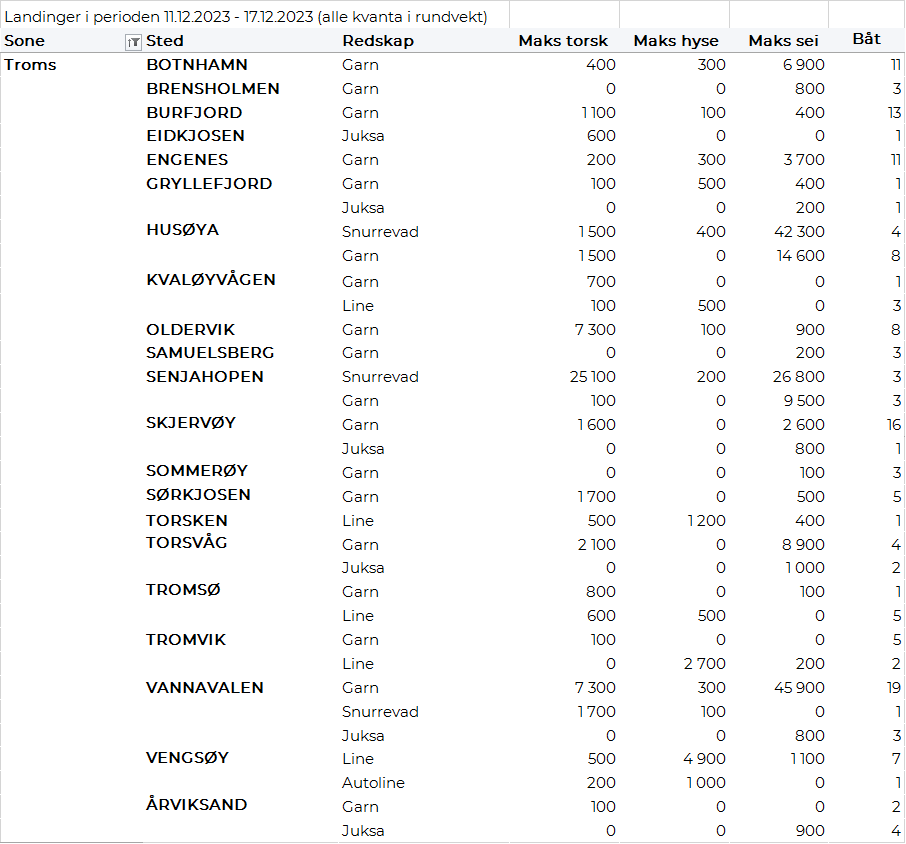 Landinger i perioden 11.12.2023 - 17.12.2023 (alle kvanta i rundvekt)
Sone Sted Redskap Maks torsk Maks hyse Maks sei Båt
Troms BOTNHAMN Garn 400 300 6 900 11
BRENSHOLMEN Garn 0 0 800 3
BURFJORD Garn 1 100 100 400 13
EIDKJOSEN Juksa 600 0 0 1
ENGENES Garn 200 300 3 700 11
GRYLLEFJORD Garn 100 500 400 1
Juksa 0 0 200 1
HUSØYA Snurrevad 1 500 400 42 300 4
Garn 1 500 0 14 600 8
KVALØYVÅGEN Garn 700 0 0 1
Line 100 500 0 3
OLDERVIK Garn 7 300 100 900 8
SAMUELSBERG Garn 0 0 200 3
SENJAHOPEN Snurrevad 25 100 200 26 800 3
Garn 100 0 9 500 3
SKJERVØY Garn 1 600 0 2 600 16
Juksa 0 0 800 1
SOMMERØY Garn 0 0 100 3
SØRKJOSEN Garn 1 700 0 500 5
TORSKEN Line 500 1 200 400 1
TORSVÅG Garn 2 100 0 8 900 4
Juksa 0 0 1 000 2
TROMSØ Garn 800 0 100 1
Line 600 500 0 5
TROMVIK Garn 100 0 0 5
Line 0 2 700 200 2
VANNAVALEN Garn 7 300 300 45 900 19
Snurrevad 1 700 100 0 1
Juksa 0 0 800 3
VENGSØY Line 500 4 900 1 100 7
Autoline 200 1 000 0 1
ÅRVIKSAND Garn 100 0 0 2
Juksa 0 0 900 4